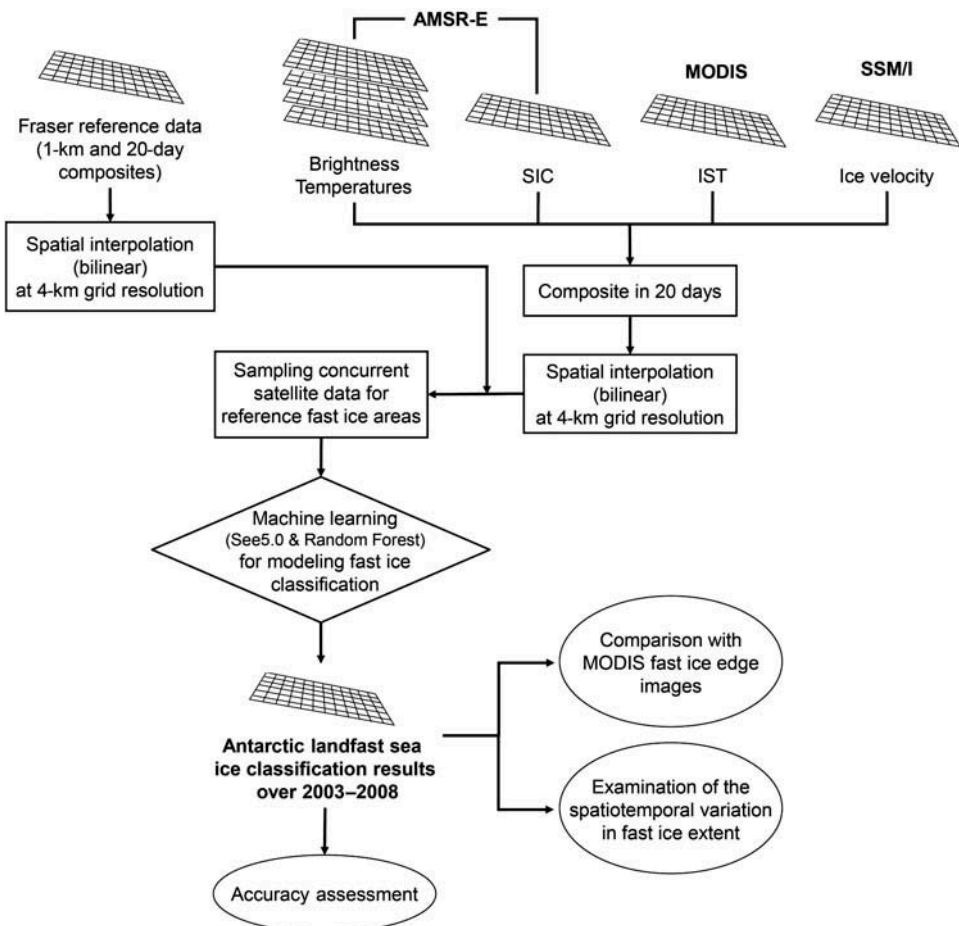 AMSR-E
MODIS
SSM/I
Fraser reference data
(1-km and 20-day
composites)
Brightness
Temperatures
SIC
IST
Ice velocity
Spatial interpolation
(bilinear)
at 4-km grid resolution
Composite in 20 days
Sampling concurrent
satellite data for
reference fast ice areas
Spatial interpolation
(bilinear)
at 4-km grid resolution
Machine learning
(See5.0 & Random Forest)
for modeling fast ice
classification
Comparison with
MODIS fast ice edge
images
Antarctic landfast sea
ice classification results
over 2003–2008
Examination of the
spatiotemporal variation
in fast ice extent
Accuracy assessment